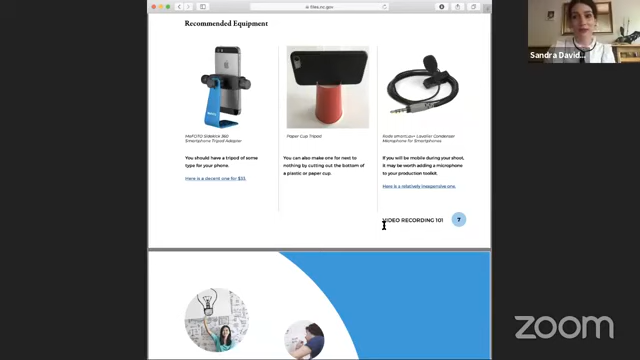 files.nc.gov
Recommended Equipment
MeFOTO Sidekick 360
Smartphone Tripod Adapter
You should have a tripod of some
type for your phone.
Here is a decent one for $35.
Paper Cup Tripod
You can also make one for next to
nothing by cutting out the bottom of
a plastic or paper cup.
Rode smartLav+ Lavalier Condenser
Microphone for Smartphones
If you will be mobile during your shoot,
it may be worth adding a microphone
to your production toolkit.
Here is a relatively inexpensive one.
VIDEO RECORDING 101
7
Sandra David...
zoom